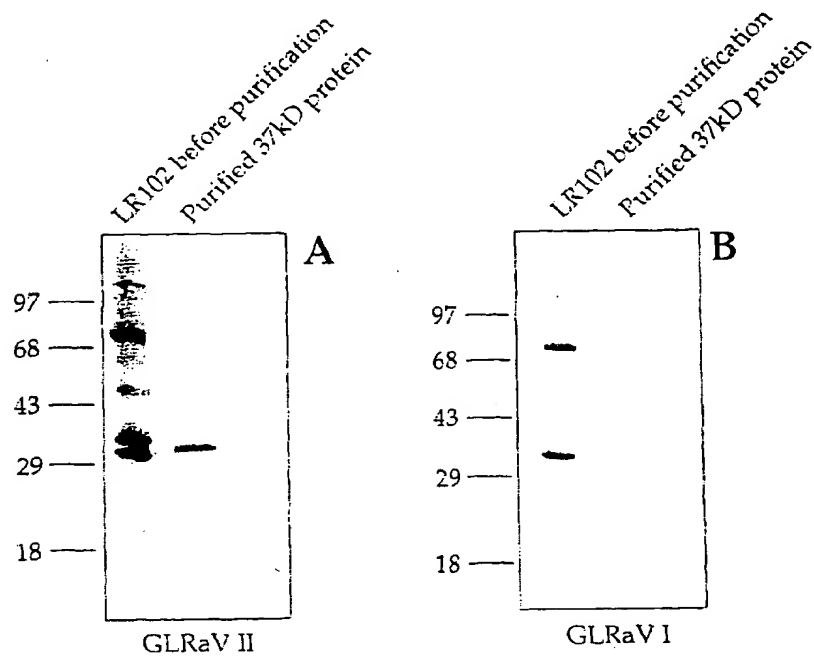 LR102 before purification
Purified 37kD protein
A
97
68
43
29
18
GLRaV II
LR102 before purification
Purified 37kD protein
B
97
68
43
29
18
GLRaV I